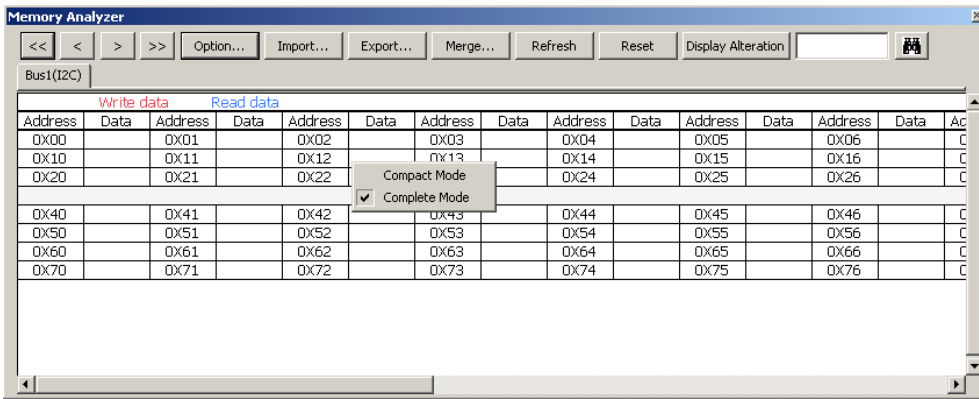 Memory Analyzer
<< < > >> Option... Import... Export... Merge... Refresh Reset Display Alteration
Bus1(I2C)
Write data Read data
Address Data Address Data Address Data Address Data Address Data Address Data Address Data
0X00 0X01 0X02 0X03 0X04 0X05 0X06
0X10 0X11 0X12 0X13 0X14 0X15 0X16
0X20 0X21 0X22 0X24 0X25 0X26
Compact Mode
Complete Mode
0X40 0X41 0X42 0X43 0X44 0X45 0X46
0X50 0X51 0X52 0X53 0X54 0X55 0X56
0X60 0X61 0X62 0X63 0X64 0X65 0X66
0X70 0X71 0X72 0X73 0X74 0X75 0X76